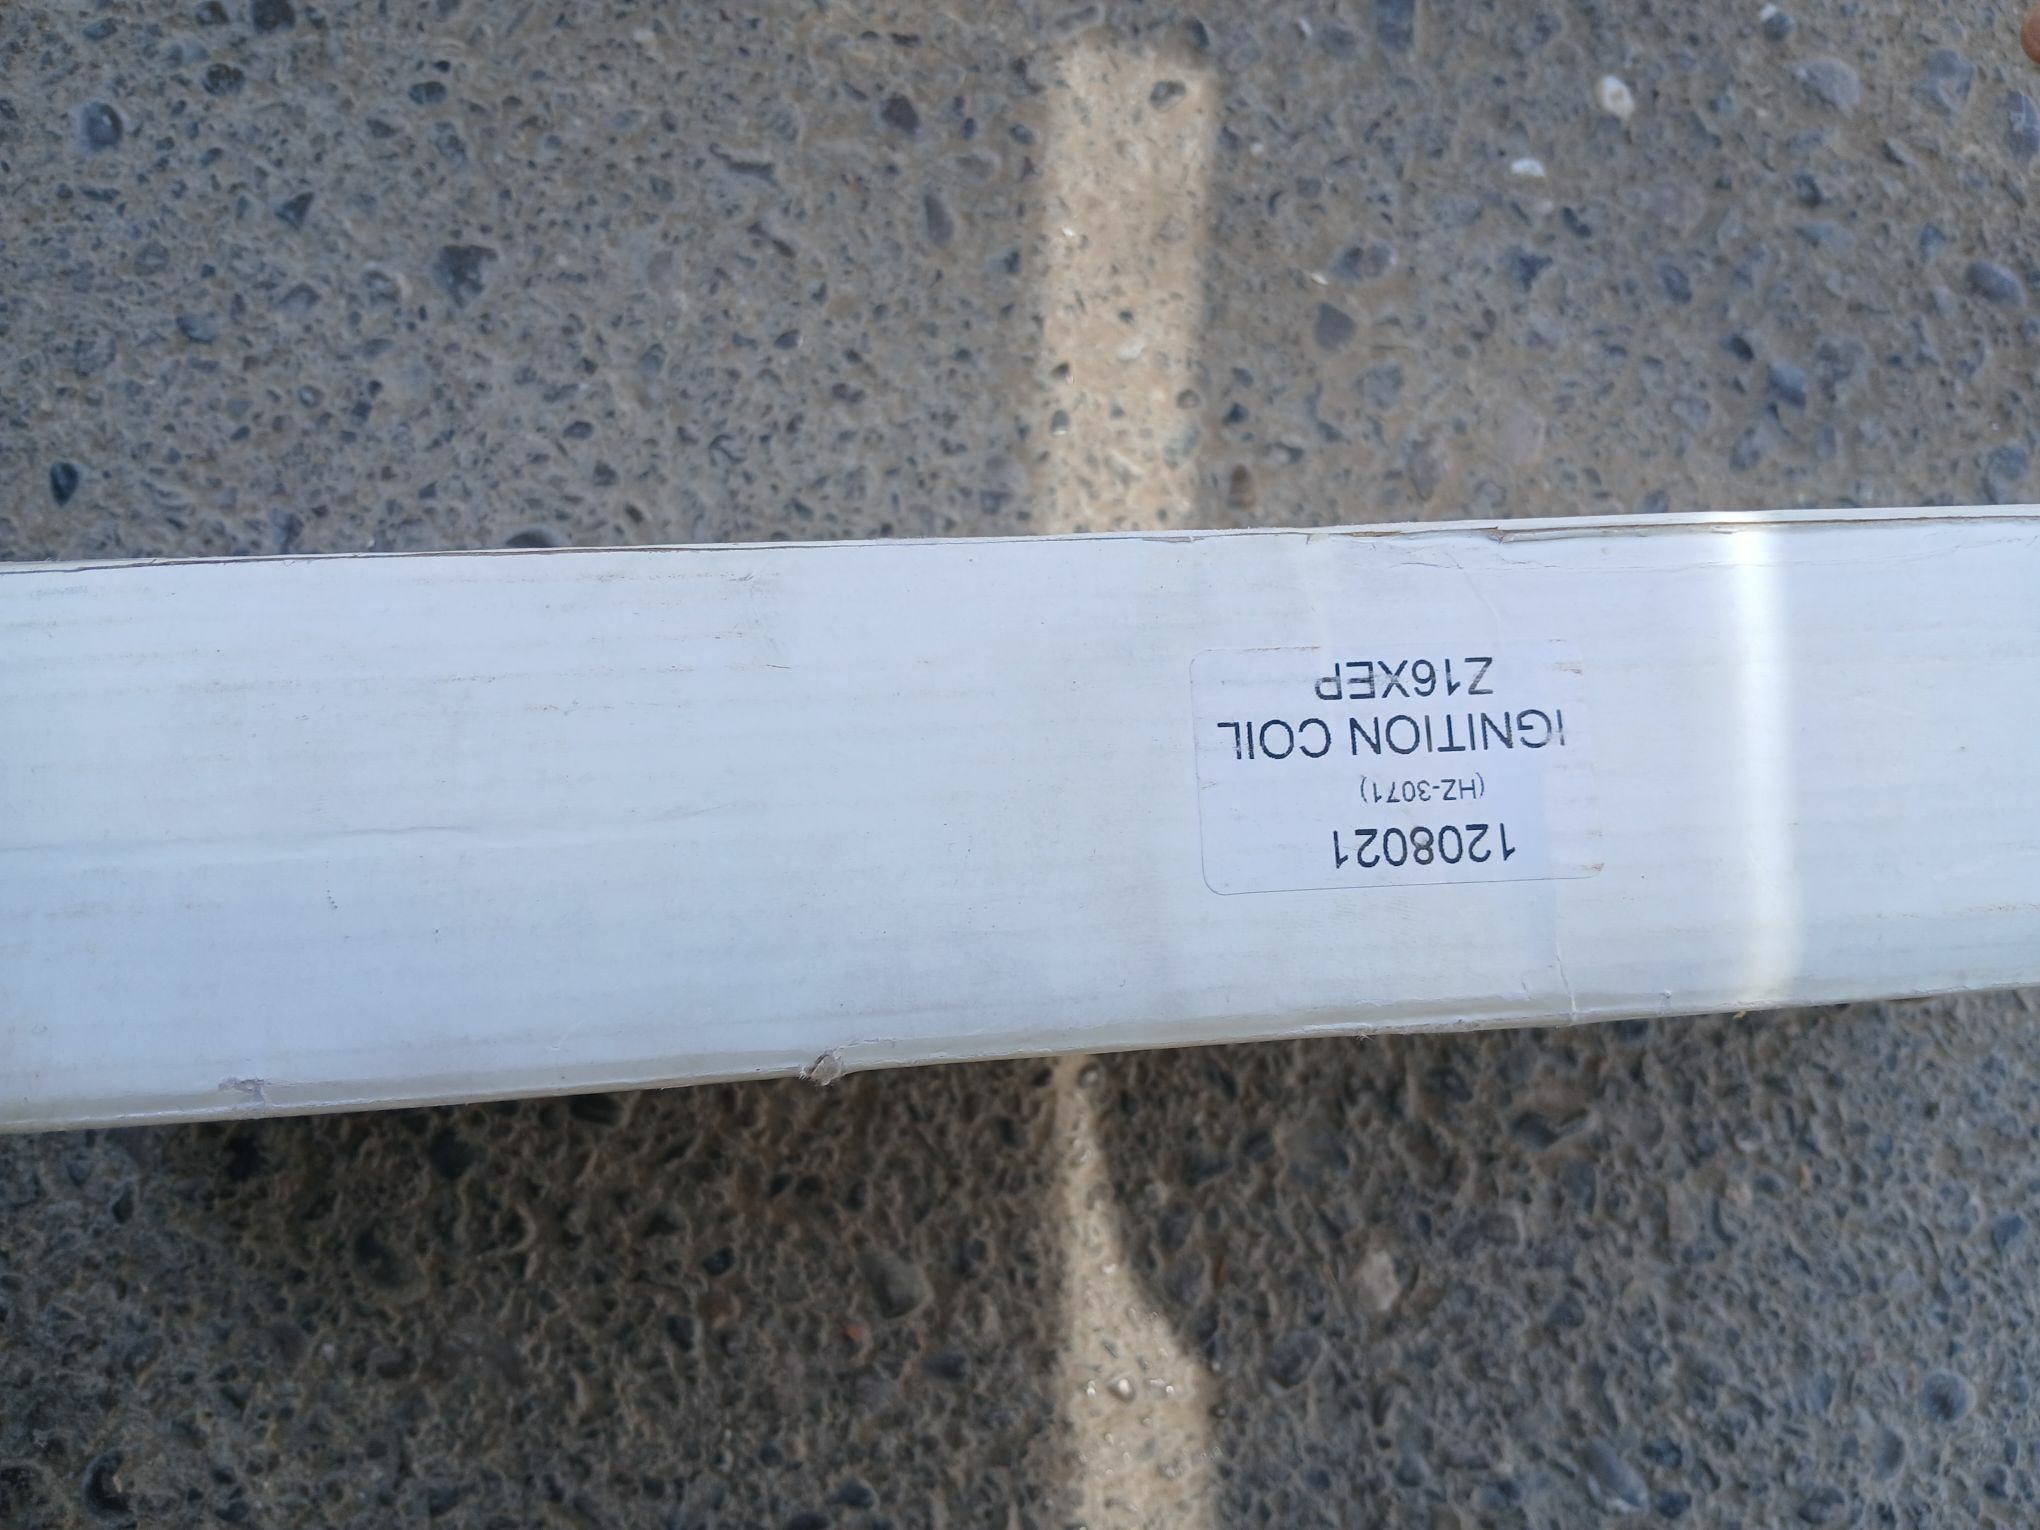 1208021
(HZ-3071)
IGNITION COIL
Z16XEP